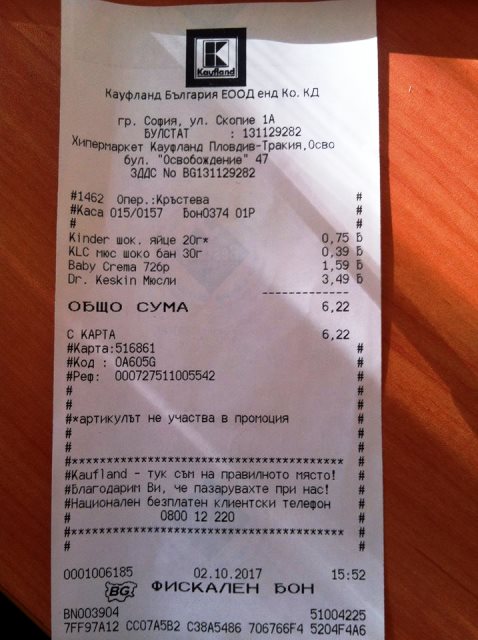 Kaufland
Кауфланд България ЕООД енд Ко. КД
гр. София, ул. Скопие 1А
БУЛСТАТ : 131129282
Хипермаркет Кауфланд Пловдив-Тракия,Осво
бул. "Освобождение" 47
ЗДДС No BG131129282
#1462 Опер.:Кръстева #
#Каса 015/0157 Бон0374 01Р #
# #
Kinder шок. яйце 20г* 0,75 Б
KLC мюс шоко бан 30г 0,39 Б
Baby Crema 72бр 1,59 Б
Dr. Keskin Мюсли 3,49 Б
--------------
ОБЩО СУМА 6,22
С КАРТА 6,22
#Карта:516861 #
#Код : 0A605G #
#Реф: 000727511005542 #
# #
# #
#*артикулът не участва в промоция #
# #
# #
#*************************************** #
#Kaufland - тук съм на правилното място! #
#Благодарим Ви, че пазарувахте при нас! #
#Национален безплатен клиентски телефон #
# 0800 12 220 #
#*************************************** #
# #
0001006185 02.10.2017 15:52
BG ФИСКАЛЕН БОН
BN003904 51004225
7FF97A12 CC07A5B2 C38A5486 706766F4 5204F4A6